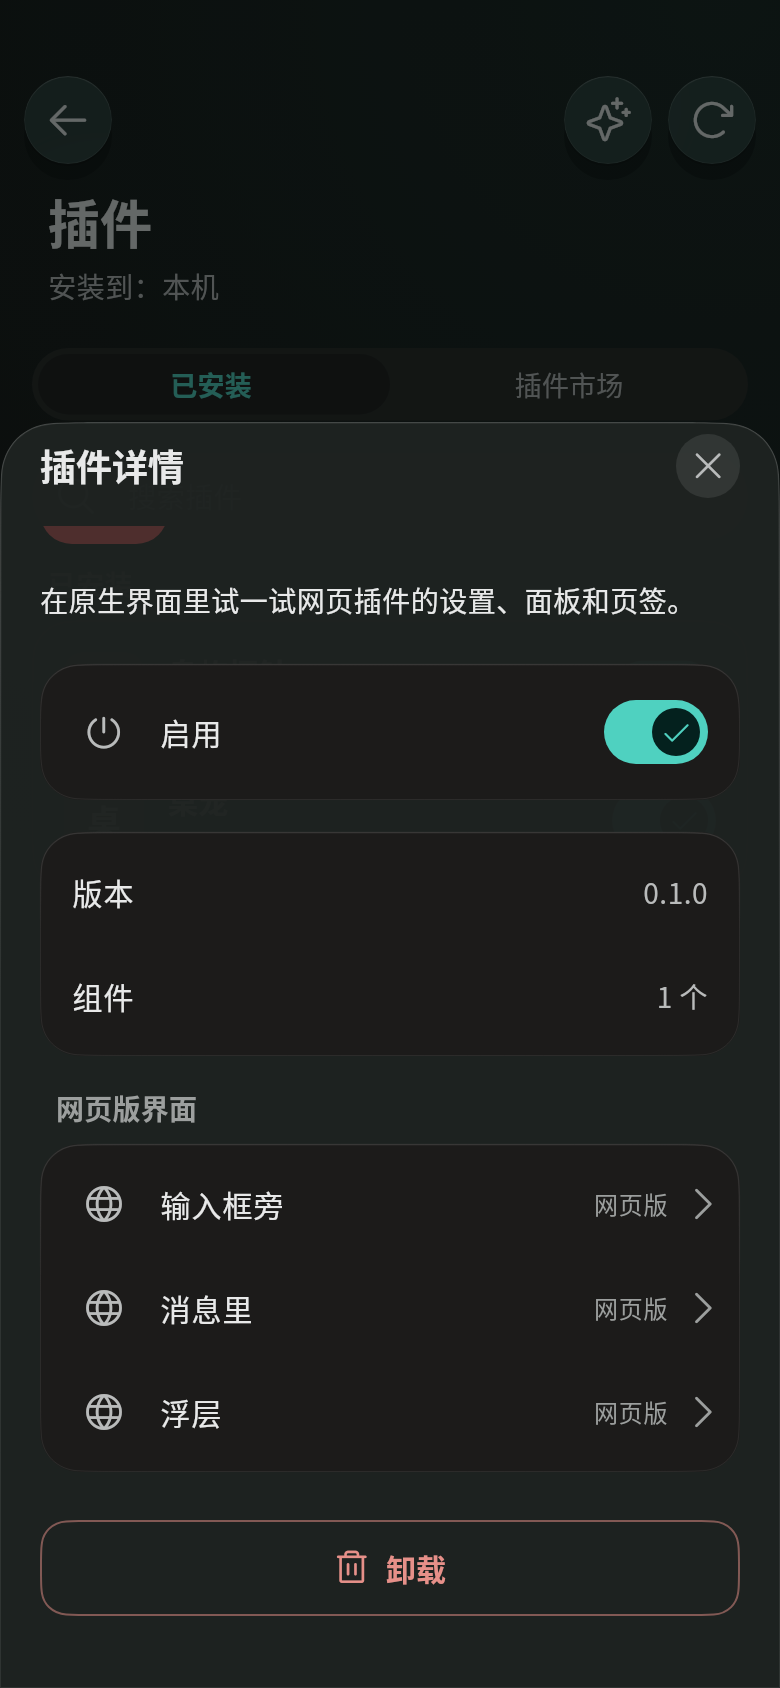 插件
安装到：本机
已安装
插件市场
插件详情
在原生界面里试一试网页插件的设置、面板和页签。
启用
版本
0.1.0
组件
1 个
网页版界面
输入框旁
网页版
消息里
网页版
浮层
网页版
卸载